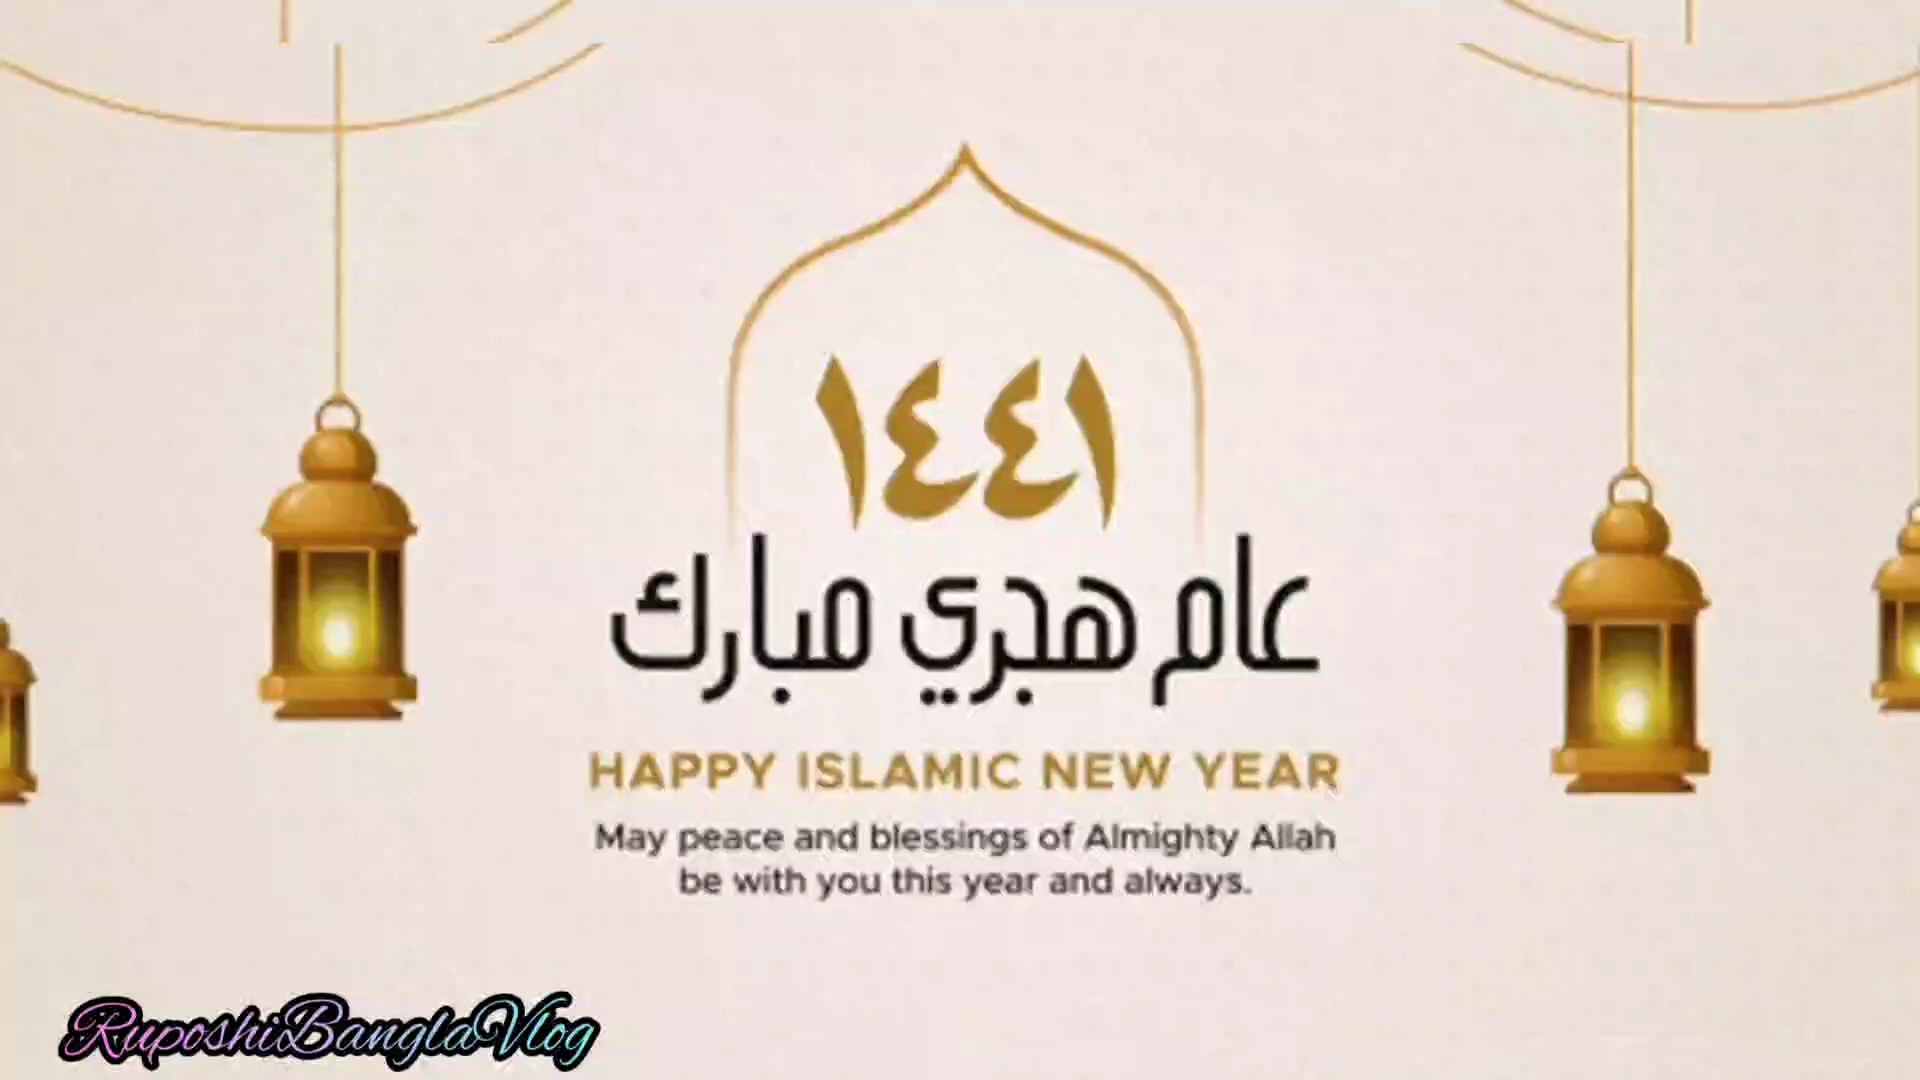 ١٤٤١
عام هجري مبارك
HAPPY ISLAMIC NEW YEAR
May peace and blessings of Almighty Allah
be with you this year and always.
RuposhiBanglaVlog